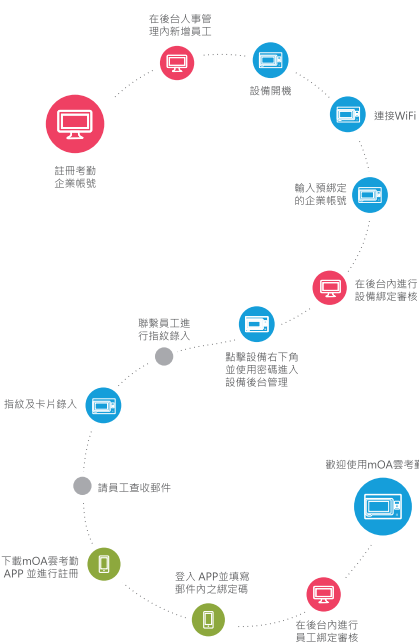 在後台人事管
理內新增員工
設備開機
連接WiFi
註冊考勤
企業帳號
輸入預綁定
的企業帳號
在後台內進行
設備綁定審核
聯繫員工進
行指紋錄入
點擊設備右下角
並使用密碼進入
設備後台管理
指紋及卡片錄入
歡迎使用mOA雲考勤
請員工查收郵件
下載mOA雲考勤
APP 並進行註冊
登入 APP並填寫
郵件內之綁定碼
在後台內進行
員工綁定審核